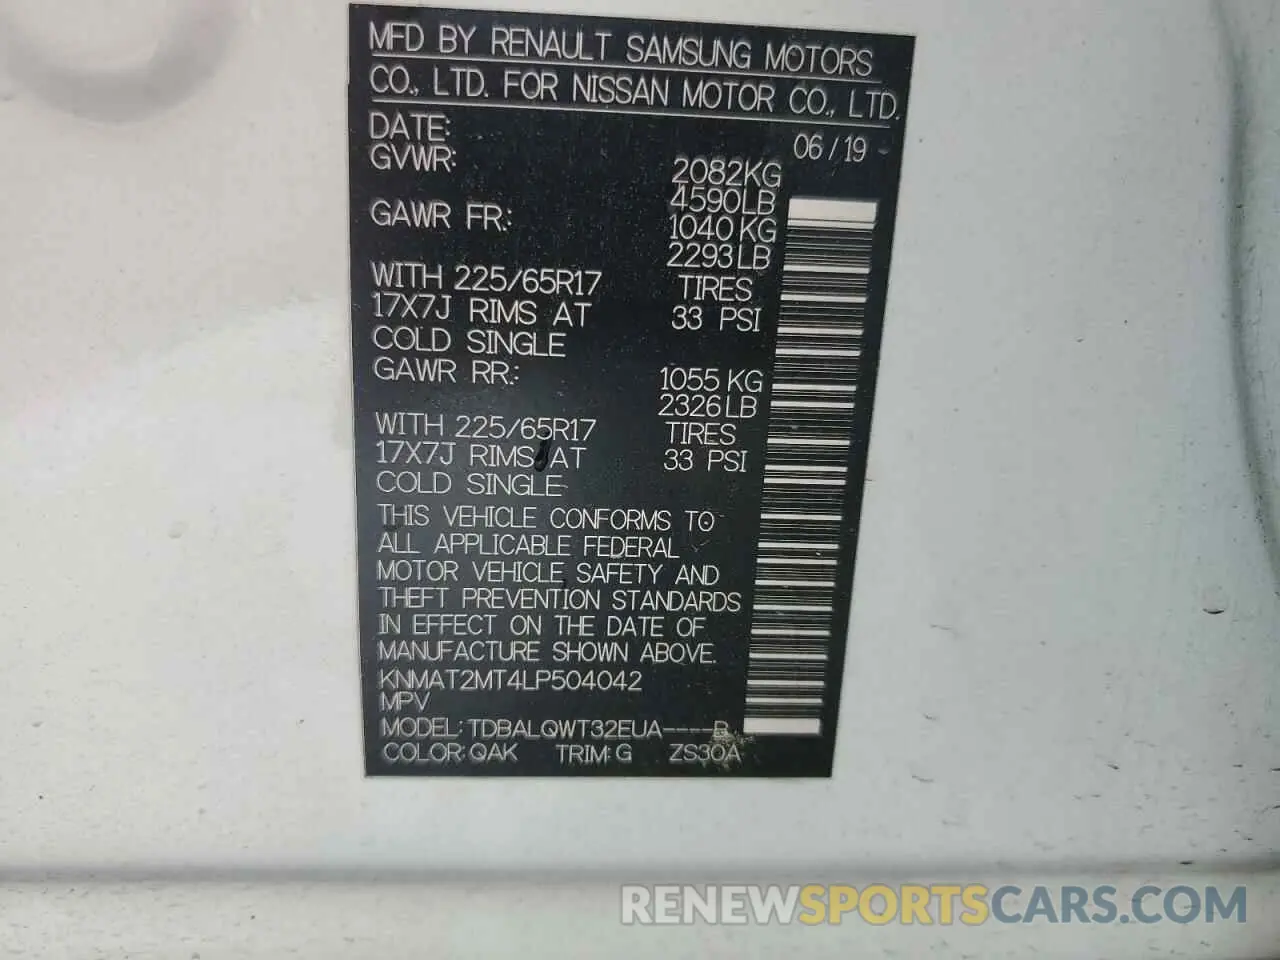 MFD BY RENAULT SAMSUNG MOTORS
CO., LTD. FOR NISSAN MOTOR CO., LTD.
DATE: 06/19
GVWR: 2082KG
4590LB
GAWR FR.: 1040KG
2293LB
WITH 225/65R17 TIRES
17X7J RIMS AT 33 PSI
COLD SINGLE
GAWR RR.: 1055KG
2326LB
WITH 225/65R17 TIRES
17X7J RIMS AT 33 PSI
COLD SINGLE
THIS VEHICLE CONFORMS TO
ALL APPLICABLE FEDERAL
MOTOR VEHICLE SAFETY AND
THEFT PREVENTION STANDARDS
IN EFFECT ON THE DATE OF
MANUFACTURE SHOWN ABOVE.
KNMAT2MT4LP504042
MPV
MODEL: TDBALQWT32EUA----B
COLOR: QAK TRIM: G ZS30A
RENEWSPORTSCARS.COM